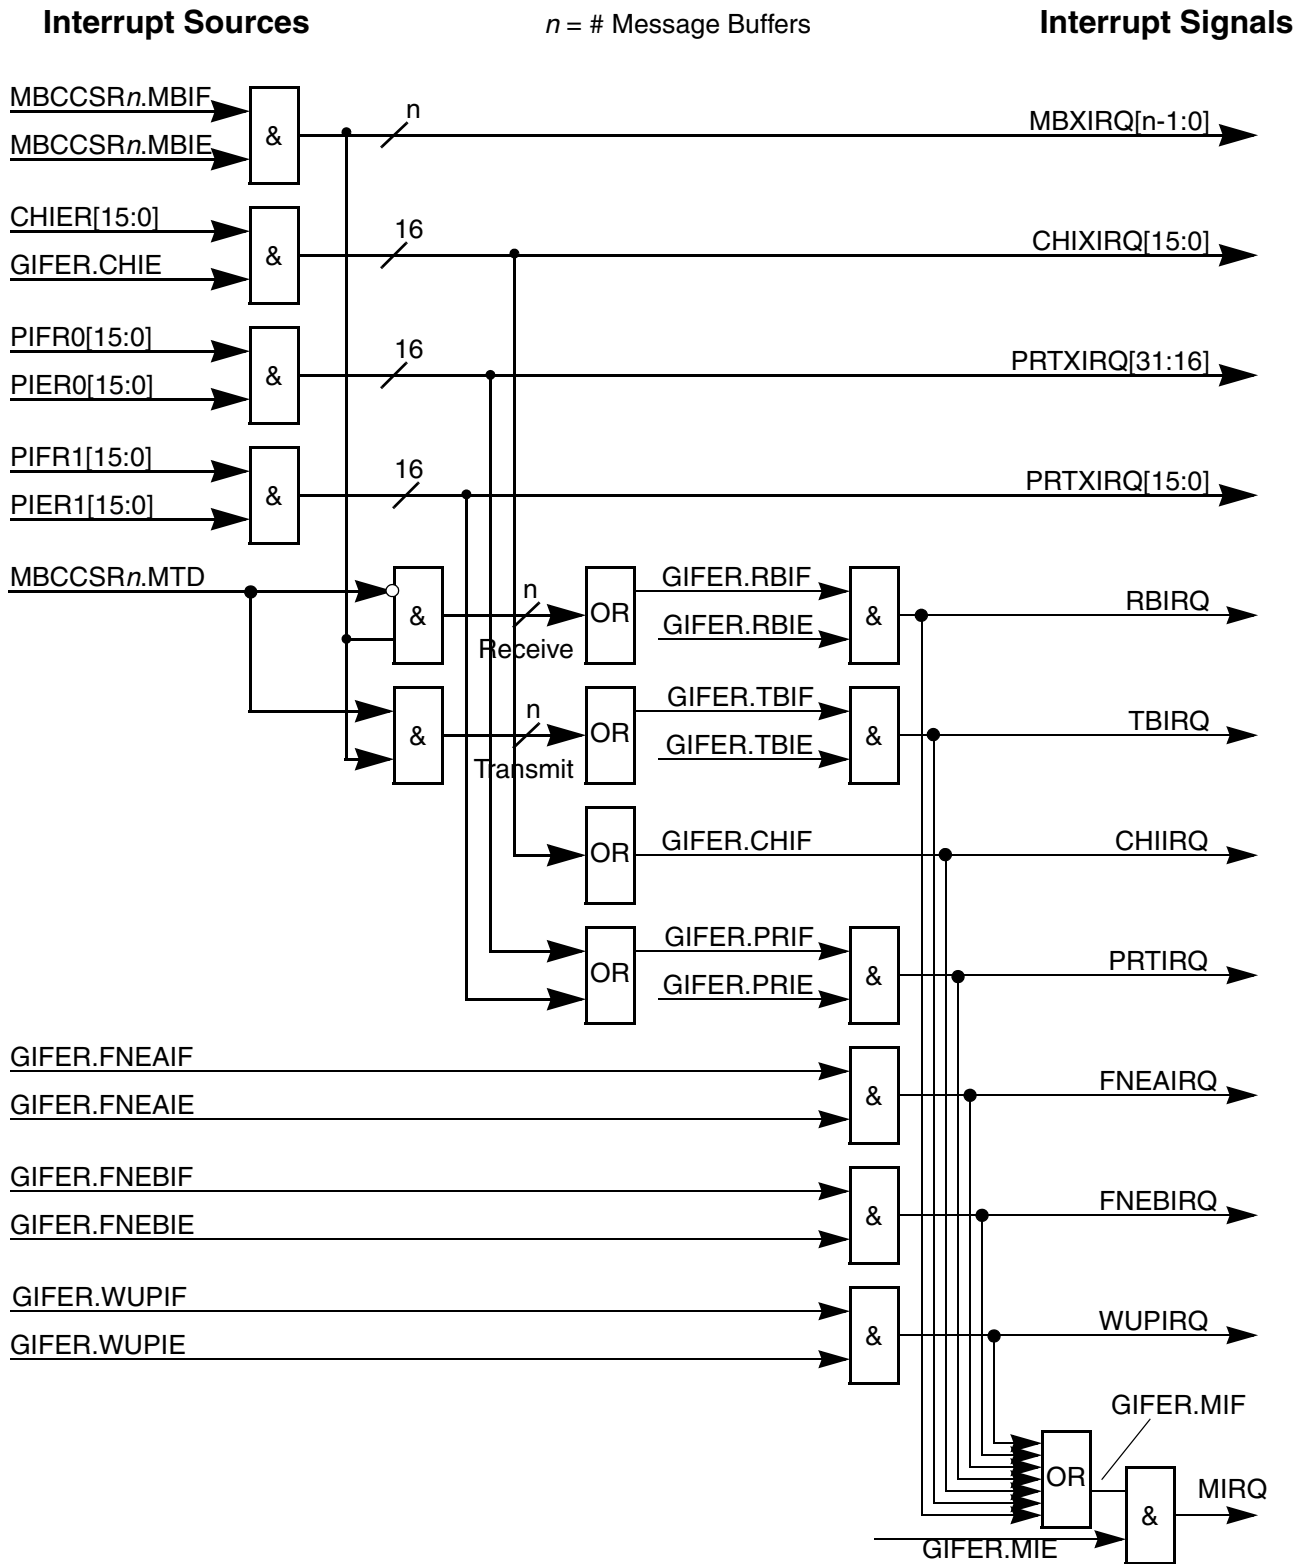 Interrupt Sources
n = # Message Buffers
Interrupt Signals
MBCCSRn.MBIF
MBCCSRn.MBIE
&
n
MBXIRQ[n-1:0]
CHIER[15:0]
GIFER.CHIE
&
16
CHIXIRQ[15:0]
PIFR0[15:0]
PIER0[15:0]
&
16
PRTXIRQ[31:16]
PIFR1[15:0]
PIER1[15:0]
&
16
PRTXIRQ[15:0]
MBCCSRn.MTD
&
n
Receive
OR
GIFER.RBIF
GIFER.RBIE
&
RBIRQ
&
n
Transmit
OR
GIFER.TBIF
GIFER.TBIE
&
TBIRQ
OR
GIFER.CHIF
CHIIRQ
OR
GIFER.PRIF
GIFER.PRIE
&
PRTIRQ
GIFER.FNEAIF
GIFER.FNEAIE
&
FNEAIRQ
GIFER.FNEBIF
GIFER.FNEBIE
&
FNEBIRQ
GIFER.WUPIF
GIFER.WUPIE
&
WUPIRQ
GIFER.MIF
OR
GIFER.MIE
&
MIRQ